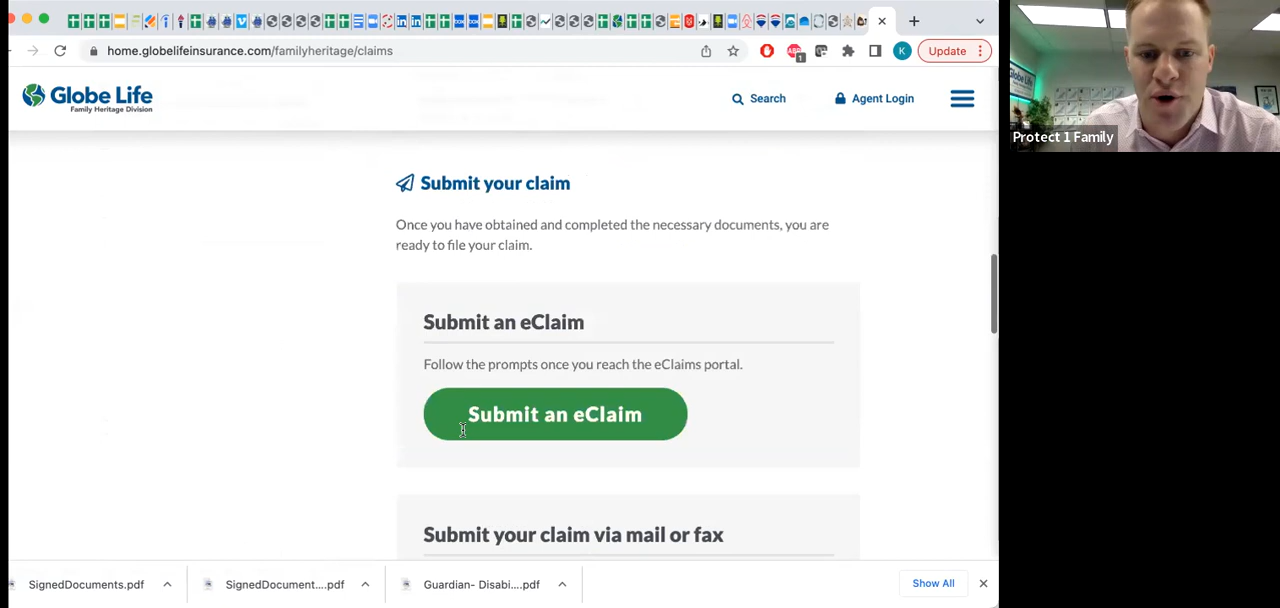 home.globelifeinsurance.com/familyheritage/claims
K
Update
1
Globe Life
Family Heritage Division
Search
Agent Login
Submit your claim
Once you have obtained and completed the necessary documents, you are
ready to file your claim.
Submit an eClaim
Follow the prompts once you reach the eClaims portal.
Submit an eClaim
Submit your claim via mail or fax
SignedDocuments.pdf
SignedDocument....pdf
Guardian- Disabi....pdf
Show All
Globe Life
Protect 1 Family